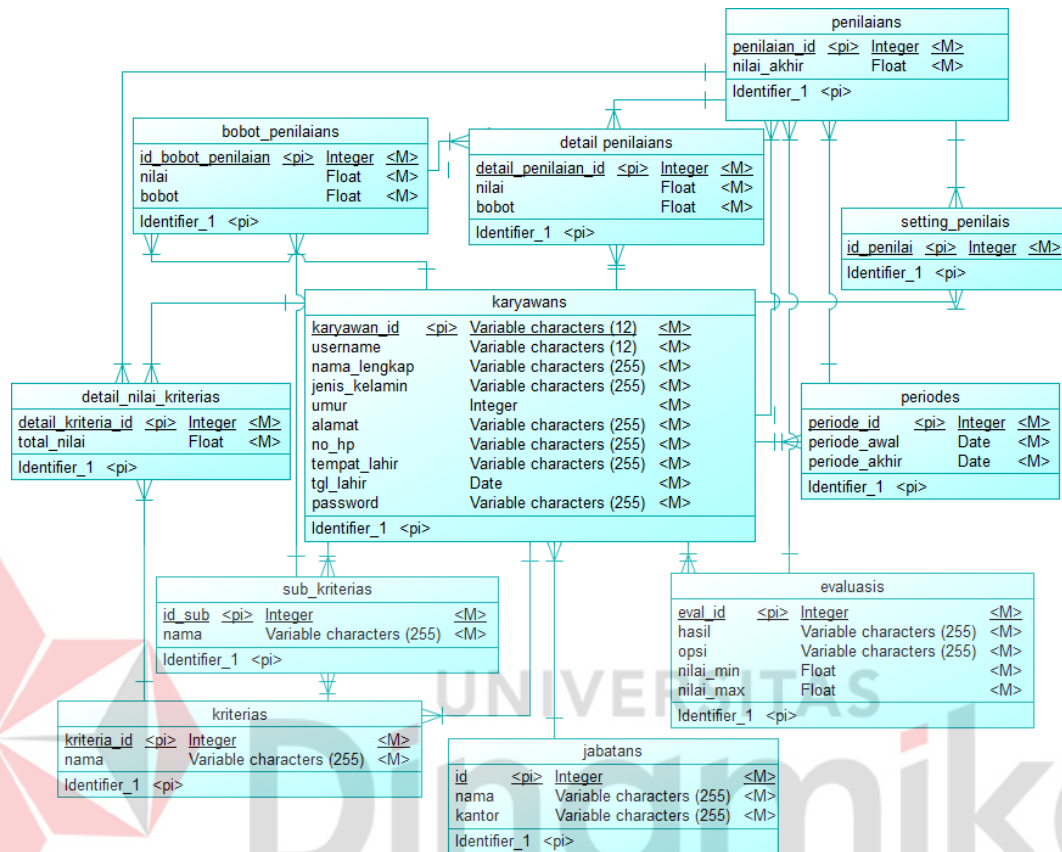 penilaians
penilaian_id <pi> Integer <M>
nilai_akhir Float <M>
Identifier_1 <pi>
bobot_penilaians
id_bobot_penilaian <pi> Integer <M>
nilai Float <M>
bobot Float <M>
Identifier_1 <pi>
detail penilaians
detail_penilaian_id <pi> Integer <M>
nilai Float <M>
bobot Float <M>
Identifier_1 <pi>
setting_penilais
id_penilai <pi> Integer <M>
Identifier_1 <pi>
karyawans
karyawan_id <pi> Variable characters (12) <M>
username Variable characters (12) <M>
nama_lengkap Variable characters (255) <M>
jenis_kelamin Variable characters (255) <M>
umur Integer <M>
alamat Variable characters (255) <M>
no_hp Variable characters (255) <M>
tempat_lahir Variable characters (255) <M>
tgl_lahir Date <M>
password Variable characters (255) <M>
Identifier_1 <pi>
detail_nilai_kriterias
detail_kriteria_id <pi> Integer <M>
total_nilai Float <M>
Identifier_1 <pi>
periodes
periode_id <pi> Integer <M>
periode_awal Date <M>
periode_akhir Date <M>
Identifier_1 <pi>
sub_kriterias
id_sub <pi> Integer <M>
nama Variable characters (255) <M>
Identifier_1 <pi>
evaluasis
eval_id <pi> Integer <M>
hasil Variable characters (255) <M>
opsi Variable characters (255) <M>
nilai_min Float <M>
nilai_max Float <M>
Identifier_1 <pi>
kriterias
kriteria_id <pi> Integer <M>
nama Variable characters (255) <M>
Identifier_1 <pi>
jabatans
id <pi> Integer <M>
nama Variable characters (255) <M>
kantor Variable characters (255) <M>
Identifier_1 <pi>
UNIVERSITAS
Dinamika